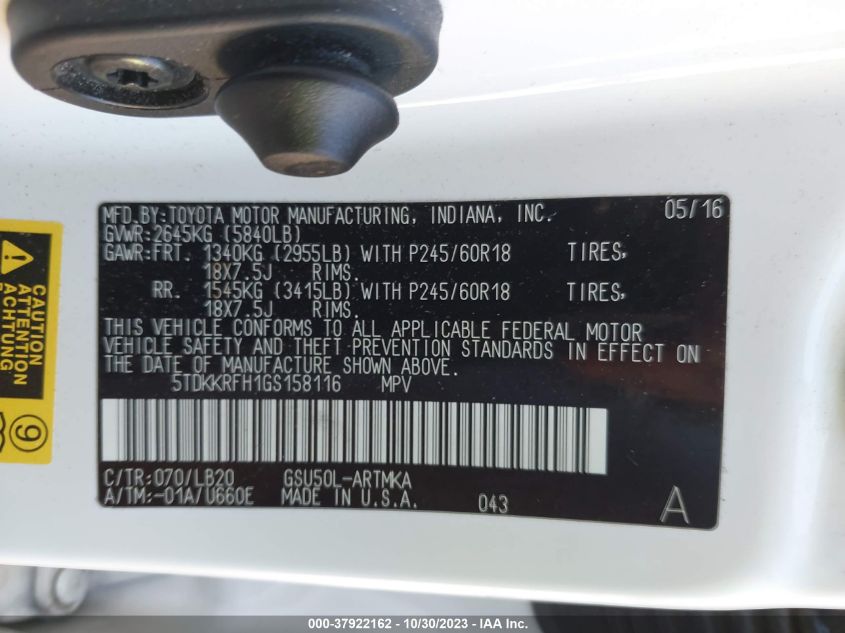 MFD.BY:TOYOTA MOTOR MANUFACTURING, INDIANA, INC. 05/16
GVWR:2645KG (5840LB)
GAWR:FRT. 1340KG (2955LB) WITH P245/60R18 TIRES,
18X7.5J RIMS.
RR. 1545KG (3415LB) WITH P245/60R18 TIRES,
18X7.5J RIMS.
THIS VEHICLE CONFORMS TO ALL APPLICABLE FEDERAL MOTOR
VEHICLE SAFETY AND THEFT PREVENTION STANDARDS IN EFFECT ON
THE DATE OF MANUFACTURE SHOWN ABOVE.
5TDKKRFH1GS158116 MPV
C/TR:070/LB20 GSU50L-ARTMKA
A/TM:-01A/U660E MADE IN U.S.A. 043 A
CAUTION
ATTENTION
ACHTUNG
9
000-37922162 - 10/30/2023 - IAA Inc.